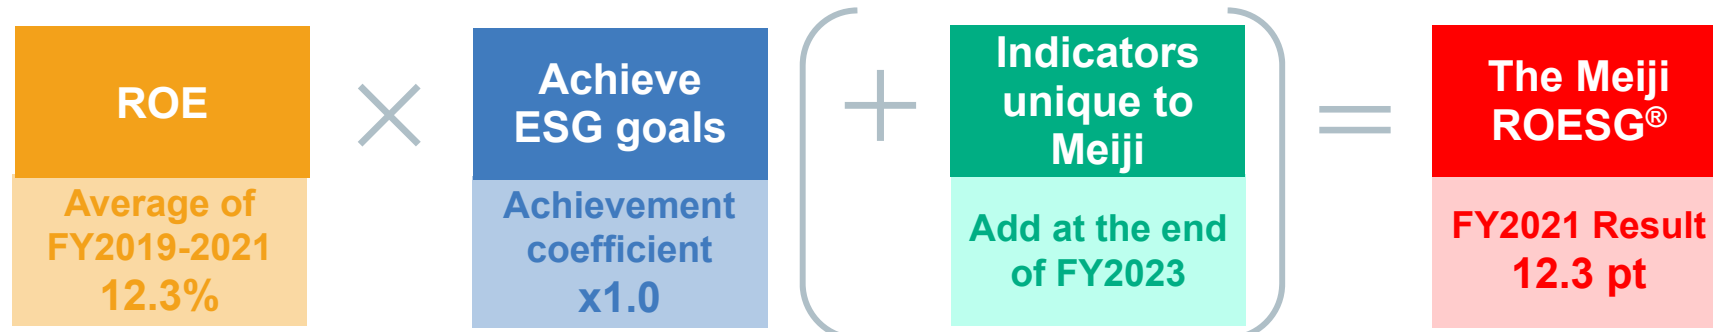 ROE
Average of
FY2019-2021
12.3%
×
Achieve
ESG goals
Achievement
coefficient
x1.0
+
Indicators
unique to
Meiji
Add at the end
of FY2023
=
The Meiji
ROESG®
FY2021 Result
12.3 pt